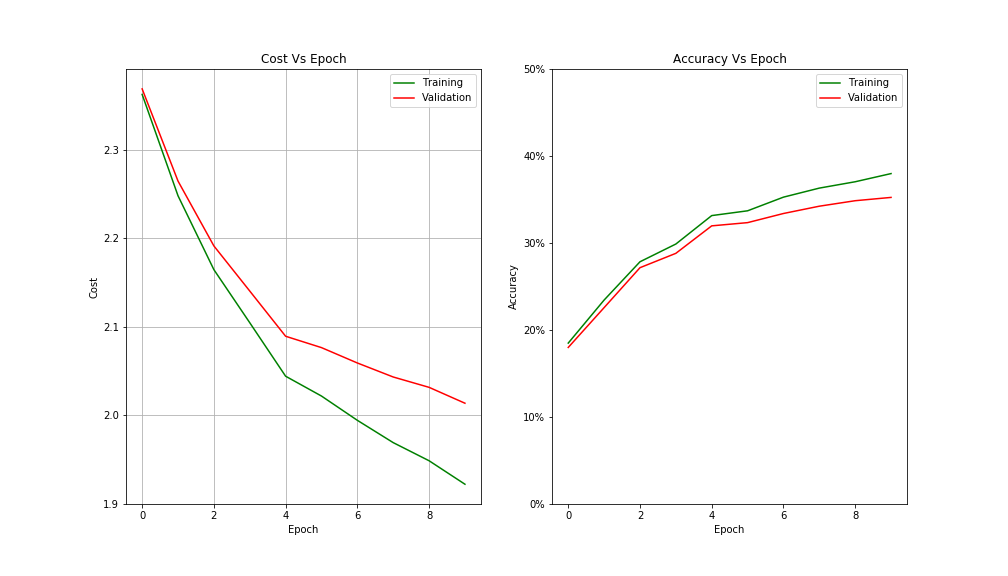 Cost Vs Epoch
Training
Validation
2.3
2.2
2.1
2.0
1.9
Cost
0 2 4 6 8
Epoch
Accuracy Vs Epoch
Training
Validation
50%
40%
30%
20%
10%
0%
Accuracy
0 2 4 6 8
Epoch